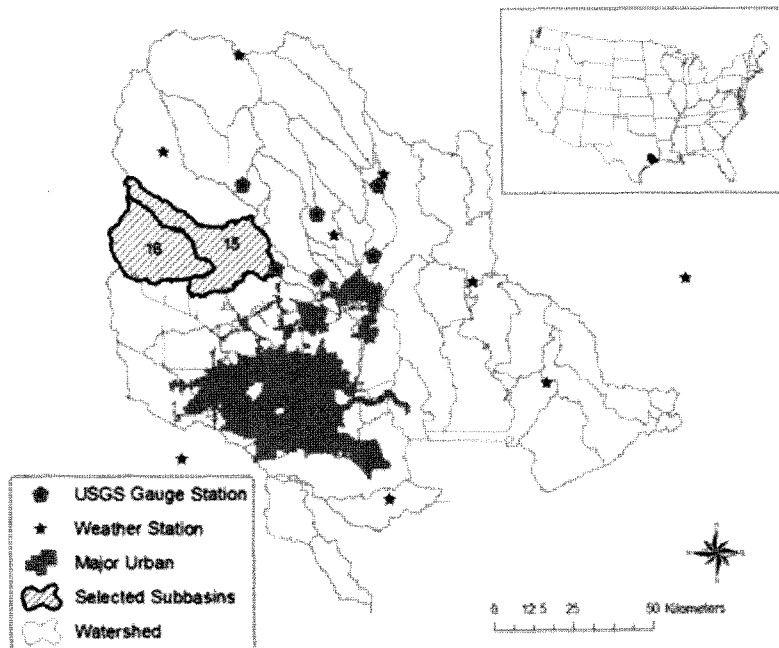 16
15
USGS Gauge Station
Weather Station
Major Urban
Selected Subbasins
Watershed
0 12.5 25 50 Kilometers